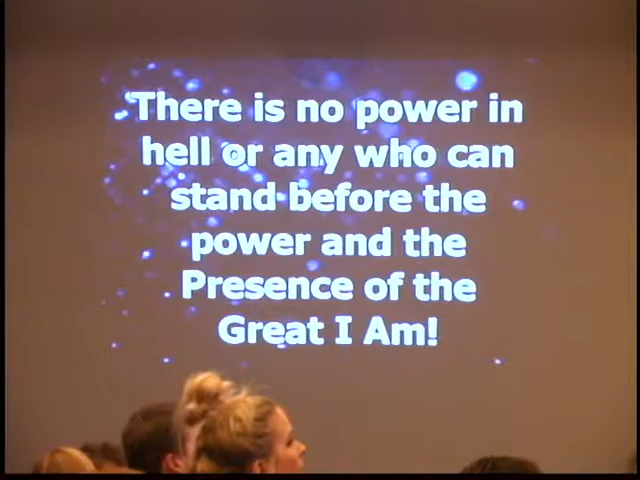 There is no power in
hell or any who can
stand before the
power and the
Presence of the
Great I Am!